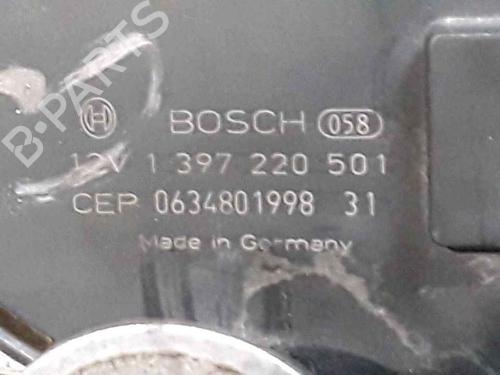 B-PARTS
BOSCH 058
12V 1 397 220 501
CEP 0634801998 31
Made in Germany